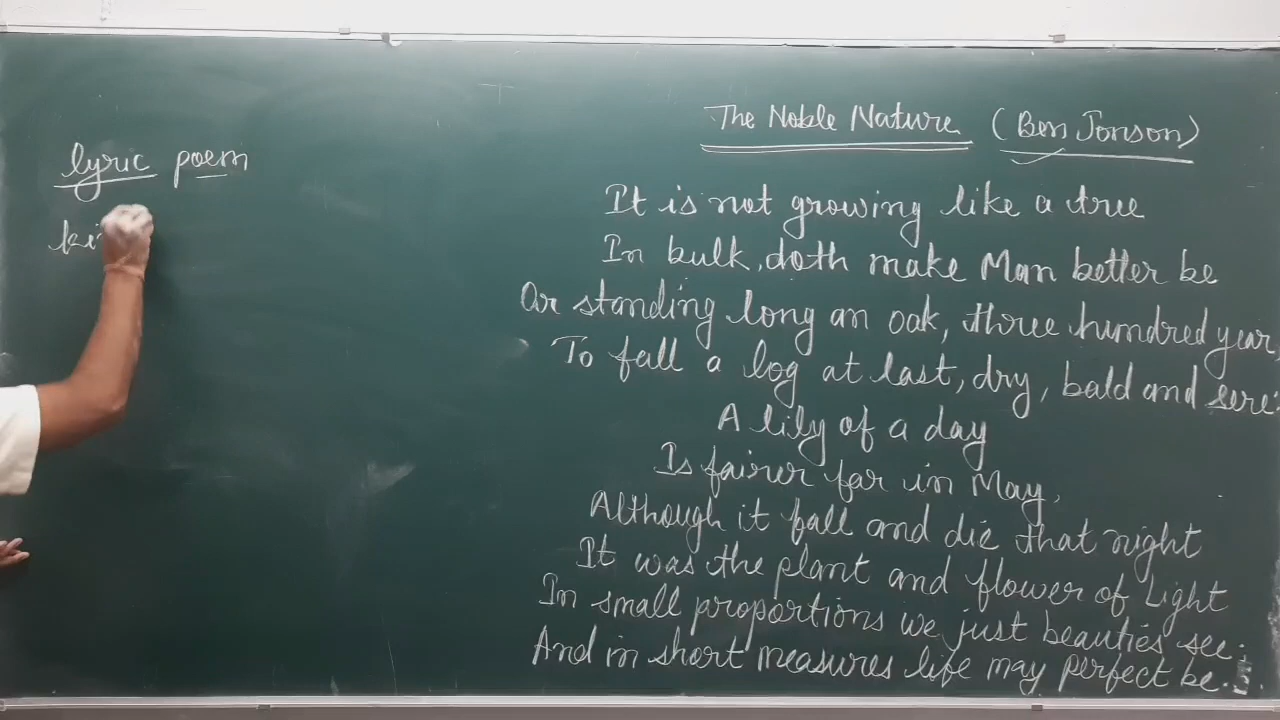 lyric poem
ki
The Noble Nature (Ben Jonson)
It is not growing like a tree
In bulk, doth make Man better be
Or standing long an oak, three hundred year,
To fall a log at last, dry, bald and sere:
A lily of a day
Is fairer far in May,
Although it fall and die that night
It was the plant and flower of Light
In small proportions we just beauties see;
And in short measures life may perfect be.